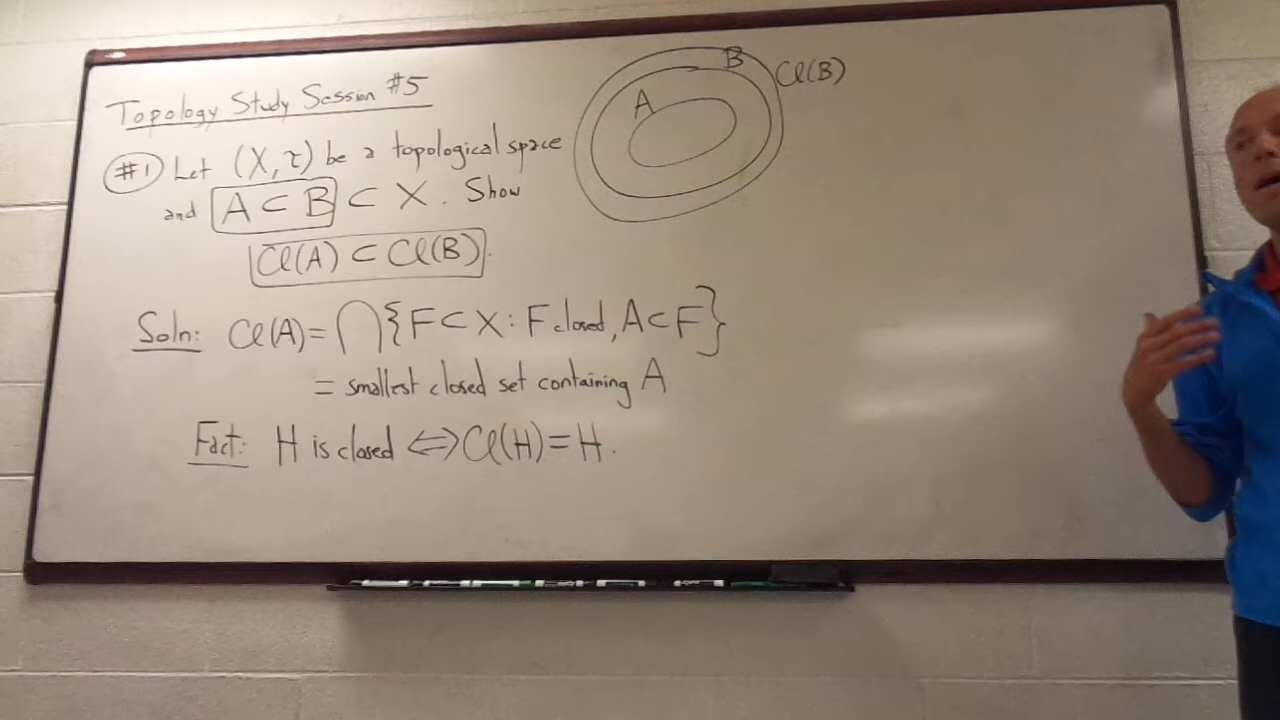 Topology Study Session #5
#1 Let (X, τ) be a topological space
and A ⊂ B ⊂ X. Show
Cl(A) ⊂ Cl(B).
Soln: Cl(A) = ⋂{F ⊂ X : F closed, A ⊂ F}
= smallest closed set containing A
Fact: H is closed ⟺ Cl(H) = H.
A
B
Cl(B)